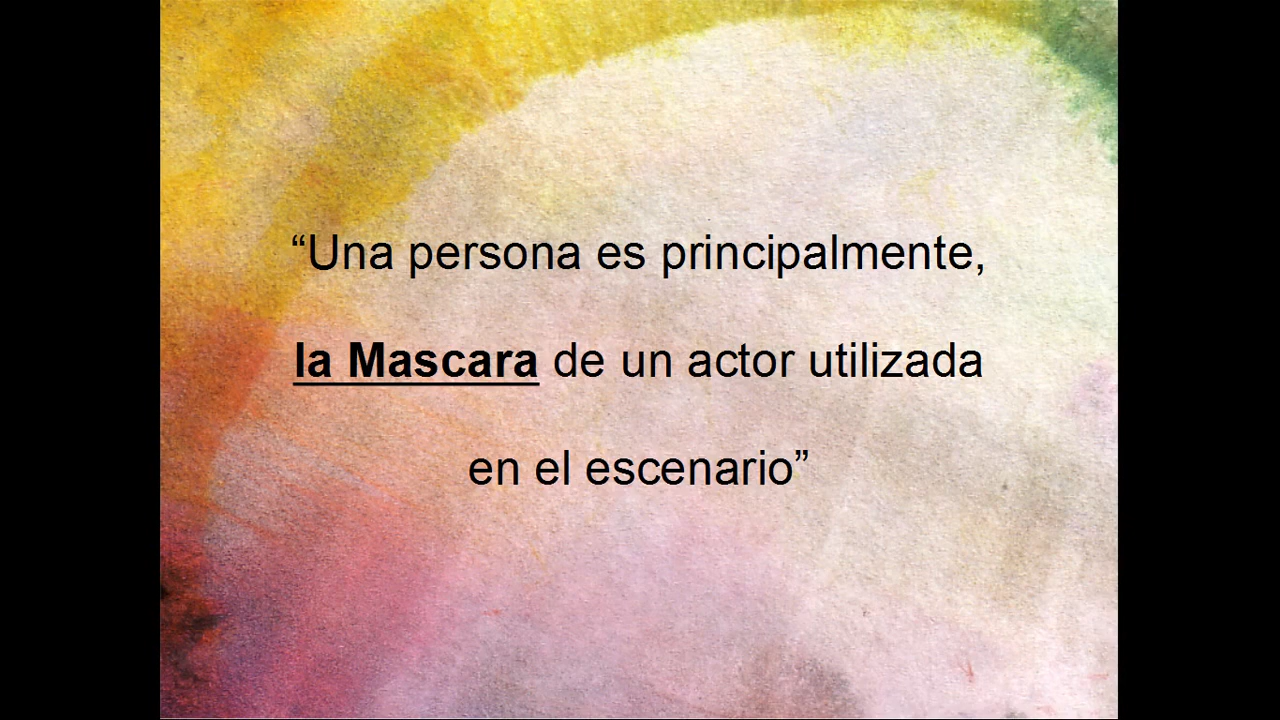 “Una persona es principalmente,
la Mascara de un actor utilizada
en el escenario”